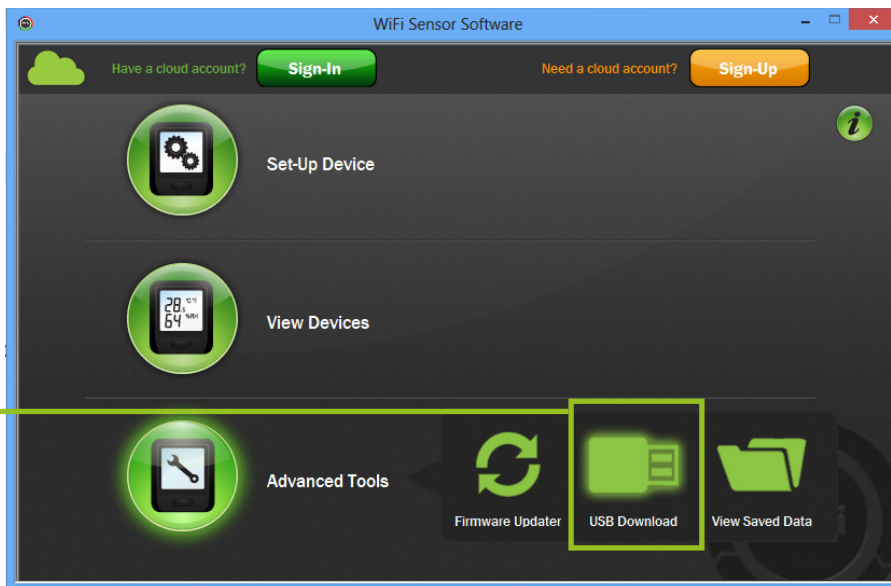 WiFi Sensor Software
Have a cloud account? Sign-In Need a cloud account? Sign-Up
i
Set-Up Device
28.5 °C/°F
64 %RH
View Devices
Advanced Tools
Firmware Updater USB Download View Saved Data